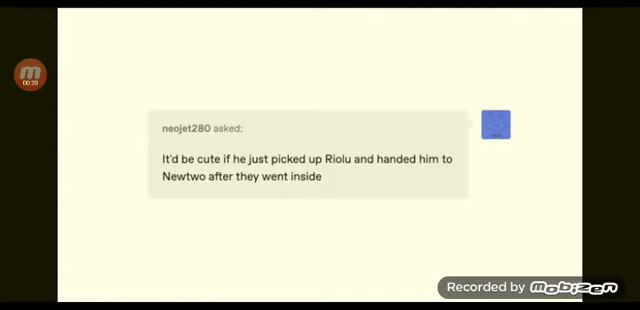 00:20
neojet280 asked:
It'd be cute if he just picked up Riolu and handed him to
Newtwo after they went inside
Recorded by Mobizen